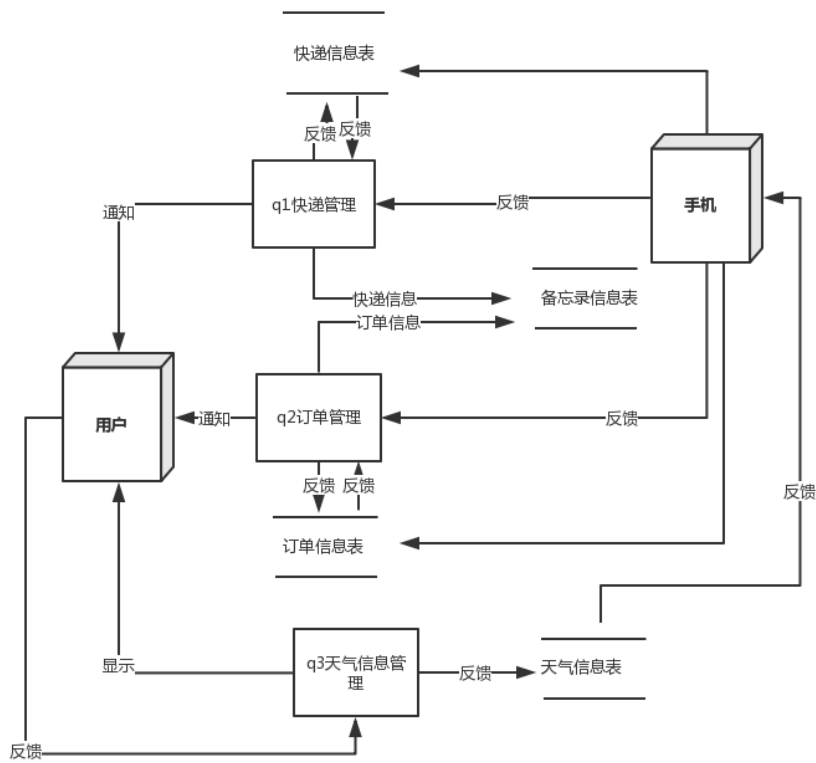 快递信息表
反馈
反馈
q1快递管理
反馈
手机
通知
快递信息
备忘录信息表
订单信息
用户
通知
q2订单管理
反馈
反馈
反馈
反馈
订单信息表
显示
q3天气信息管
理
反馈
天气信息表
反馈